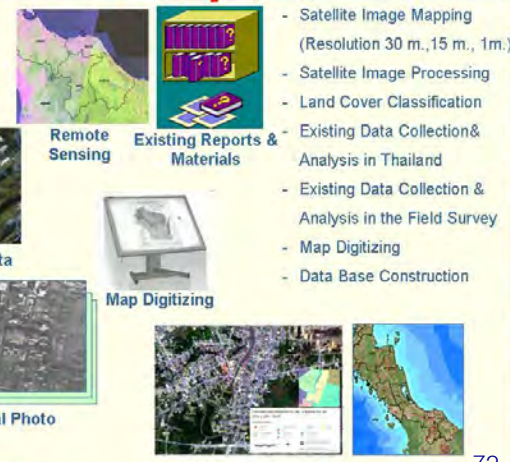 - Satellite Image Mapping
(Resolution 30 m.,15 m., 1m.)
- Satellite Image Processing
- Land Cover Classification
- Existing Data Collection&
Analysis in Thailand
- Existing Data Collection &
Analysis in the Field Survey
- Map Digitizing
- Data Base Construction
Remote
Sensing
Existing Reports &
Materials
Map Digitizing